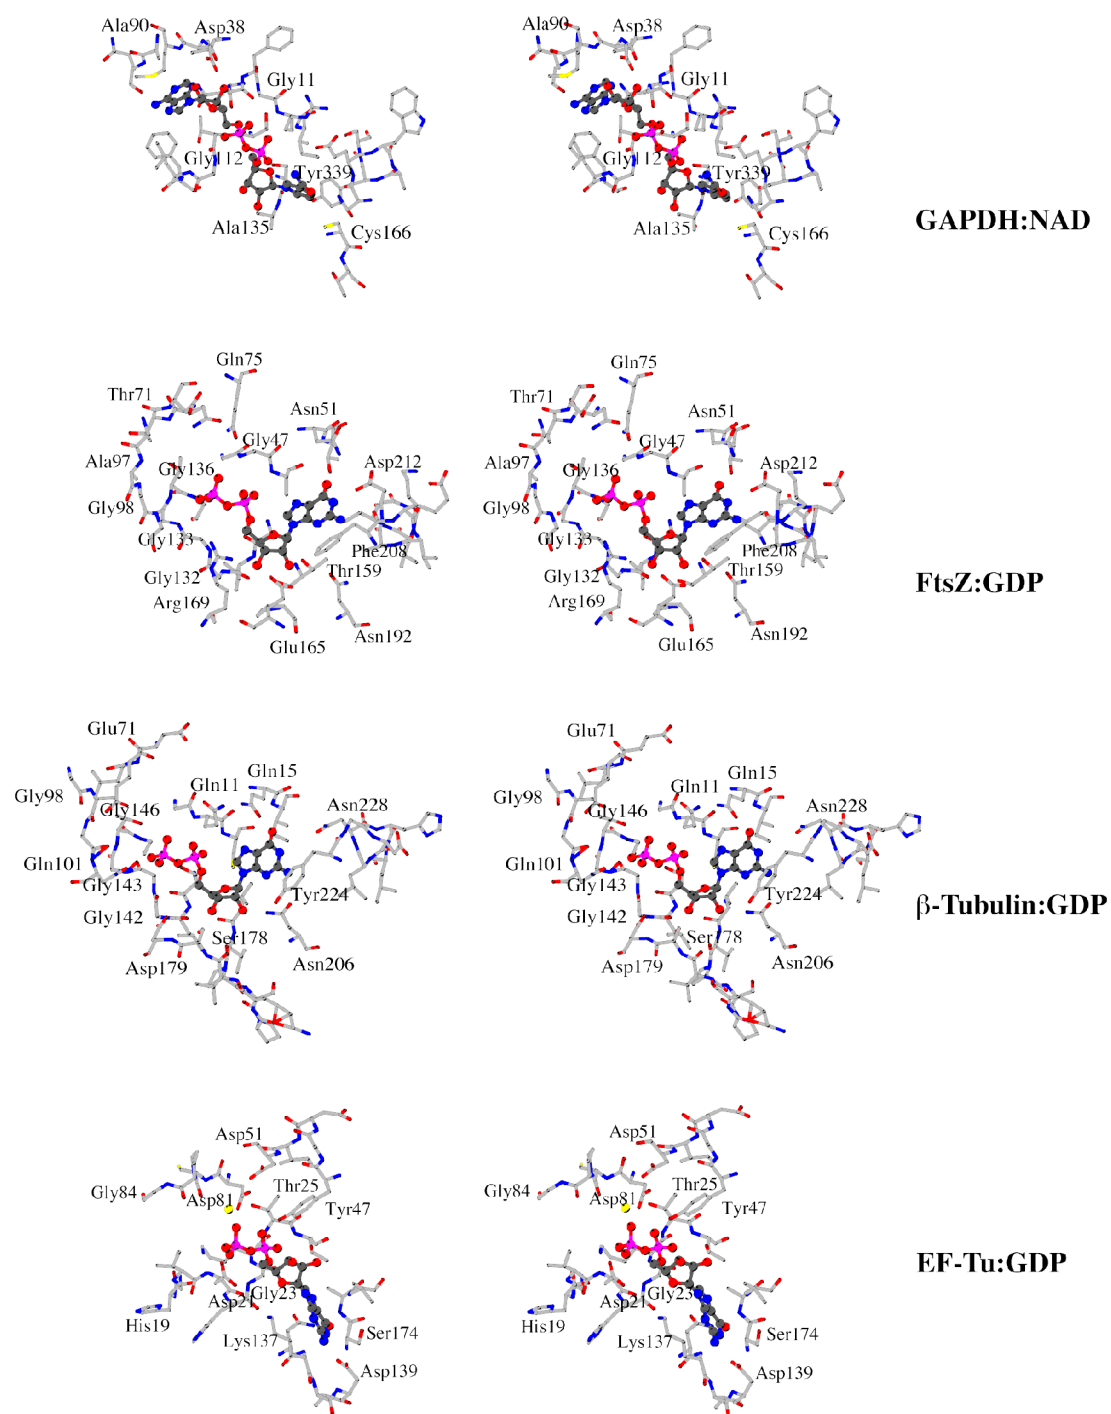 Ala90 Asp38 Ala90 Asp38
Gly11 Gly11
Gly112 Tyr339 Gly112 Tyr339
Ala135 Cys166 Ala135 Cys166
GAPDH:NAD
Gln75 Gln75
Thr71 Asn51 Thr71 Asn51
Gly47 Gly47
Ala97 Gly136 Asp212 Ala97 Gly136 Asp212
Gly98 Gly98
Gly133 Phe208 Gly133 Phe208
Gly132 Thr159 Gly132 Thr159
Arg169 Arg169
Glu165 Asn192 Glu165 Asn192
FtsZ:GDP
Glu71 Glu71
Gln15 Gln15
Gly98 Gln11 Gly98 Gln11
Gly146 Asn228 Gly146 Asn228
Gln101 Gln101
Gly143 Tyr224 Gly143 Tyr224
Gly142 Gly142
Ser178 Ser178
Asp179 Asn206 Asp179 Asn206
β-Tubulin:GDP
Asp51 Asp51
Gly84 Thr25 Gly84 Thr25
Asp81 Tyr47 Asp81 Tyr47
Gly23 Gly23
Asp21 Asp21
His19 Lys137 Ser174 His19 Lys137 Ser174
Asp139 Asp139
EF-Tu:GDP